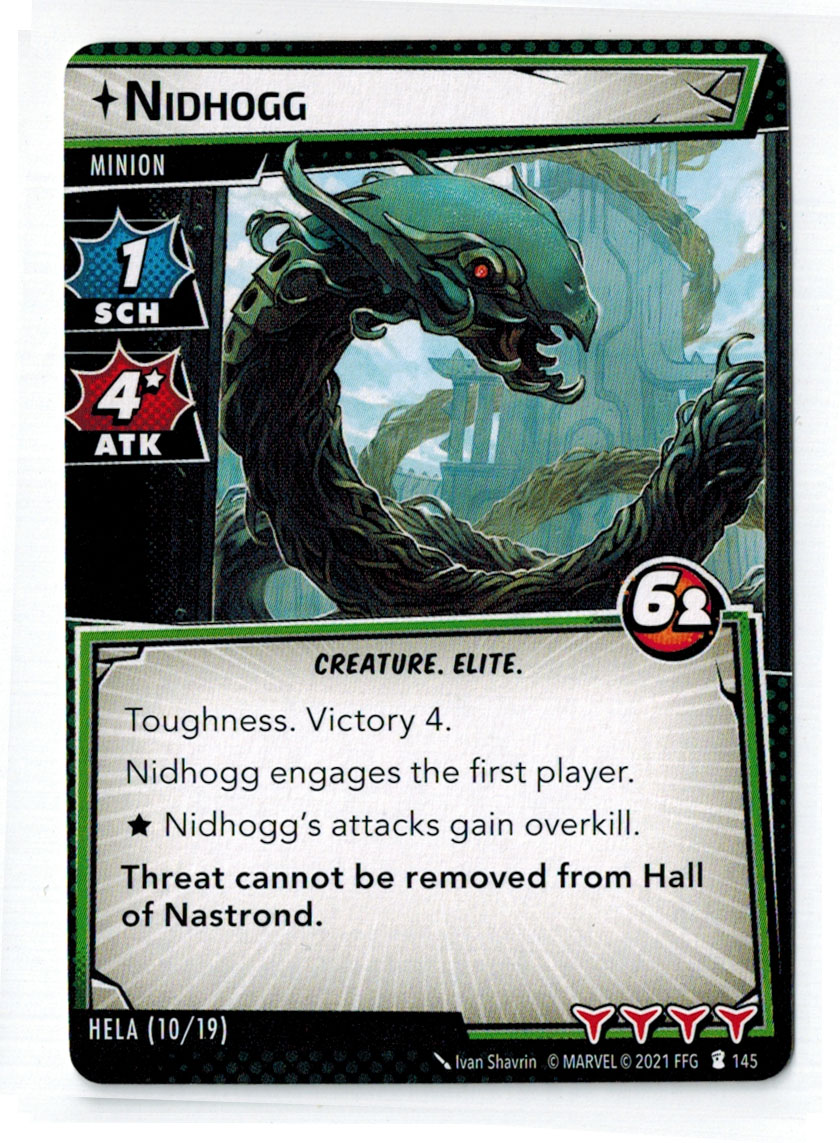 NIDHOGG
MINION
1
SCH
4★
ATK
6
CREATURE. ELITE.
Toughness. Victory 4.
Nidhogg engages the first player.
★ Nidhogg's attacks gain overkill.
Threat cannot be removed from Hall
of Nastrond.
HELA (10/19)
Ivan Shavrin © MARVEL © 2021 FFG 145